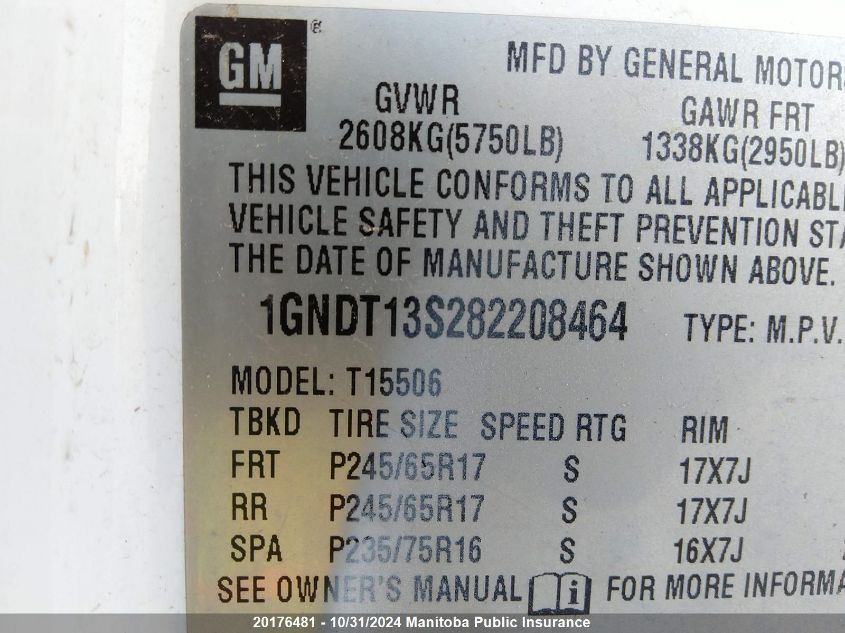 GM ®
MFD BY GENERAL MOTORS
GVWR GAWR FRT
2608KG(5750LB) 1338KG(2950LB)
THIS VEHICLE CONFORMS TO ALL APPLICABLE
VEHICLE SAFETY AND THEFT PREVENTION STA
THE DATE OF MANUFACTURE SHOWN ABOVE.
1GNDT13S282208464 TYPE: M.P.V.
MODEL: T15506
TBKD TIRE SIZE SPEED RTG RIM
FRT P245/65R17 S 17X7J
RR P245/65R17 S 17X7J
SPA P235/75R16 S 16X7J
SEE OWNER'S MANUAL FOR MORE INFORMA
20176481 - 10/31/2024 Manitoba Public Insurance